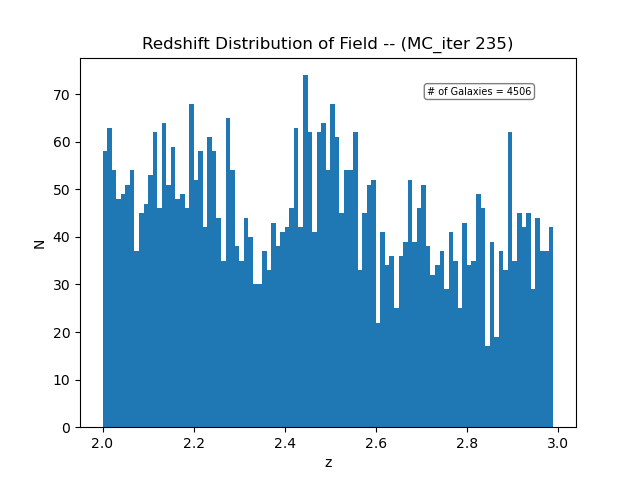 Redshift Distribution of Field -- (MC_iter 235)
# of Galaxies = 4506
70
60
50
40
30
20
10
0
N
2.0 2.2 2.4 2.6 2.8 3.0
z